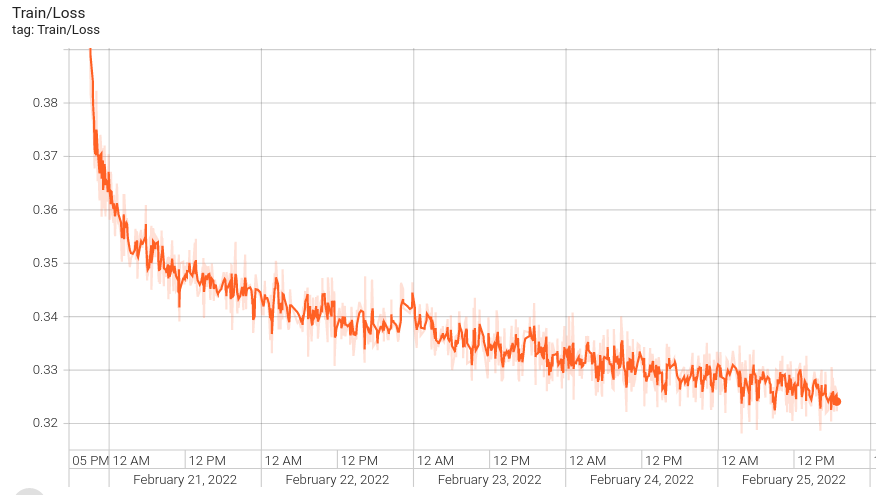 Train/Loss
tag: Train/Loss
0.38
0.37
0.36
0.35
0.34
0.33
0.32
05 PM 12 AM 12 PM 12 AM 12 PM 12 AM 12 PM 12 AM 12 PM 12 AM 12 PM
February 21, 2022 February 22, 2022 February 23, 2022 February 24, 2022 February 25, 2022